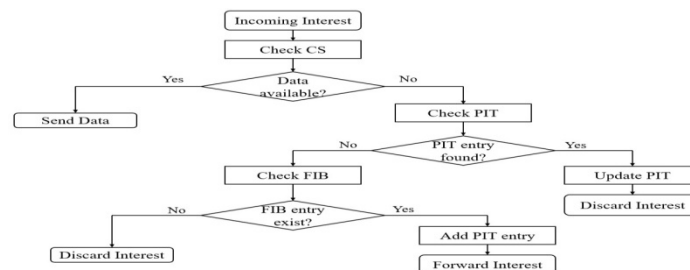 Incoming Interest
Check CS
Yes
Data
available?
No
Send Data
Check PIT
No
PIT entry
found?
Yes
Check FIB
Update PIT
No
FIB entry
exist?
Yes
Discard Interest
Add PIT entry
Discard Interest
Forward Interest